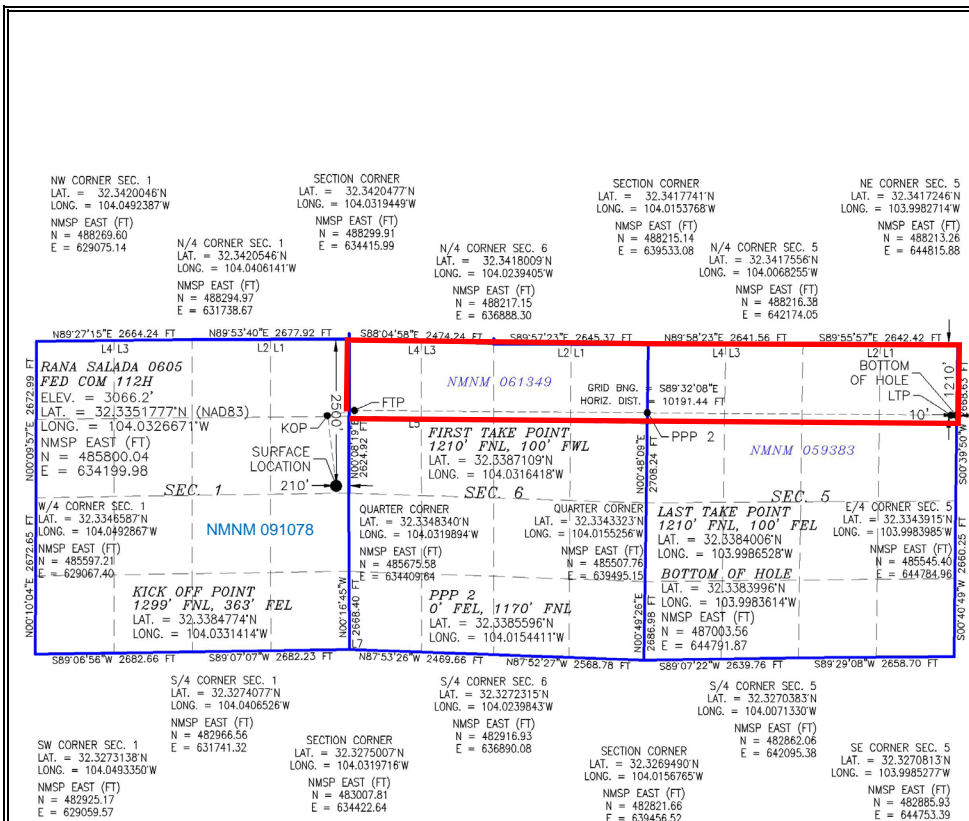 NW CORNER SEC. 1
LAT. = 32.3420046'N
LONG. = 104.0492387'W
NMSP EAST (FT)
N = 488269.60
E = 629075.14
N/4 CORNER SEC. 1
LAT. = 32.3420546'N
LONG. = 104.0406141'W
NMSP EAST (FT)
N = 488294.97
E = 631738.67
SECTION CORNER
LAT. = 32.3420477'N
LONG. = 104.0319449'W
NMSP EAST (FT)
N = 488299.91
E = 634415.99
N/4 CORNER SEC. 6
LAT. = 32.3418009'N
LONG. = 104.0239405'W
NMSP EAST (FT)
N = 488217.15
E = 636888.30
SECTION CORNER
LAT. = 32.3417741'N
LONG. = 104.0153768'W
NMSP EAST (FT)
N = 488215.14
E = 639533.08
N/4 CORNER SEC. 5
LAT. = 32.3417556'N
LONG. = 104.0068255'W
NMSP EAST (FT)
N = 488216.38
E = 642174.05
NE CORNER SEC. 5
LAT. = 32.3417246'N
LONG. = 103.9982714'W
NMSP EAST (FT)
N = 488213.26
E = 644815.88
N89°27'15"E 2664.24 FT
N89°53'40"E 2677.92 FT
S88°04'58"E 2474.24 FT
S89°57'23"E 2645.37 FT
N89°58'23"E 2641.56 FT
S89°55'57"E 2642.42 FT
L4 L3
L2 L1
L4 L3
L2 L1
L4 L3
L2 L1
RANA SALADA 0605
FED COM 112H
ELEV. = 3066.2'
LAT. = 32.3351777'N (NAD83)
LONG. = 104.0326671'W
NMSP EAST (FT)
N = 485800.04
E = 634199.98
N00°09'57"E 2672.99 FT
KOP
SURFACE
LOCATION
2500'
210'
FTP
L5
NMNM 061349
GRID BNG. = S89°32'08"E
HORIZ. DIST. = 10191.44 FT
BOTTOM
OF HOLE
LTP
10'
1210'
S00°39'50"W 2668.63 FT
PPP 2
NMNM 059383
FIRST TAKE POINT
1210' FNL, 100' FWL
LAT. = 32.3387109'N
LONG. = 104.0316418'W
N00°08'19"E
2624.92 FT
N00°48'09"E
2708.24 FT
SEC. 1
SEC. 6
SEC. 5
W/4 CORNER SEC. 1
LAT. = 32.3346587'N
LONG. = 104.0492867'W
NMSP EAST (FT)
N = 485597.21
E = 629067.40
NMNM 091078
QUARTER CORNER
LAT. = 32.3348340'N
LONG. = 104.0319894'W
NMSP EAST (FT)
N = 485675.58
E = 634409.64
QUARTER CORNER
LAT. = 32.3343323'N
LONG. = 104.0155256'W
NMSP EAST (FT)
N = 485507.76
E = 639495.15
LAST TAKE POINT
1210' FNL, 100' FEL
LAT. = 32.3384006'N
LONG. = 103.9986528'W
E/4 CORNER SEC. 5
LAT. = 32.3343915'N
LONG. = 103.9983985'W
NMSP EAST (FT)
N = 485545.40
E = 644784.96
BOTTOM OF HOLE
LAT. = 32.3383996'N
LONG. = 103.9983614'W
NMSP EAST (FT)
N = 487003.56
E = 644791.87
N00°10'04"E 2672.65 FT
KICK OFF POINT
1299' FNL, 363' FEL
LAT. = 32.3384774'N
LONG. = 104.0331414'W
N00°16'45"W
2668.40 FT
L7
PPP 2
0' FEL, 1170' FNL
LAT. = 32.3385596'N
LONG. = 104.0154411'W
N00°49'26"E
2686.98 FT
S00°40'49"W 2660.25 FT
S89°06'56"W 2682.66 FT
S89°07'07"W 2682.23 FT
N87°53'26"W 2469.66 FT
N87°52'27"W 2568.78 FT
S89°07'22"W 2639.76 FT
S89°29'08"W 2658.70 FT
SW CORNER SEC. 1
LAT. = 32.3273138'N
LONG. = 104.0493350'W
NMSP EAST (FT)
N = 482925.17
E = 629059.57
S/4 CORNER SEC. 1
LAT. = 32.3274077'N
LONG. = 104.0406526'W
NMSP EAST (FT)
N = 482966.56
E = 631741.32
SECTION CORNER
LAT. = 32.3275007'N
LONG. = 104.0319716'W
NMSP EAST (FT)
N = 483007.81
E = 634422.64
S/4 CORNER SEC. 6
LAT. = 32.3272315'N
LONG. = 104.0239843'W
NMSP EAST (FT)
N = 482916.93
E = 636890.08
SECTION CORNER
LAT. = 32.3269490'N
LONG. = 104.0156765'W
NMSP EAST (FT)
N = 482821.66
E = 639456.52
S/4 CORNER SEC. 5
LAT. = 32.3270383'N
LONG. = 104.0071330'W
NMSP EAST (FT)
N = 482862.06
E = 642095.38
SE CORNER SEC. 5
LAT. = 32.3270813'N
LONG. = 103.9985277'W
NMSP EAST (FT)
N = 482885.93
E = 644753.39